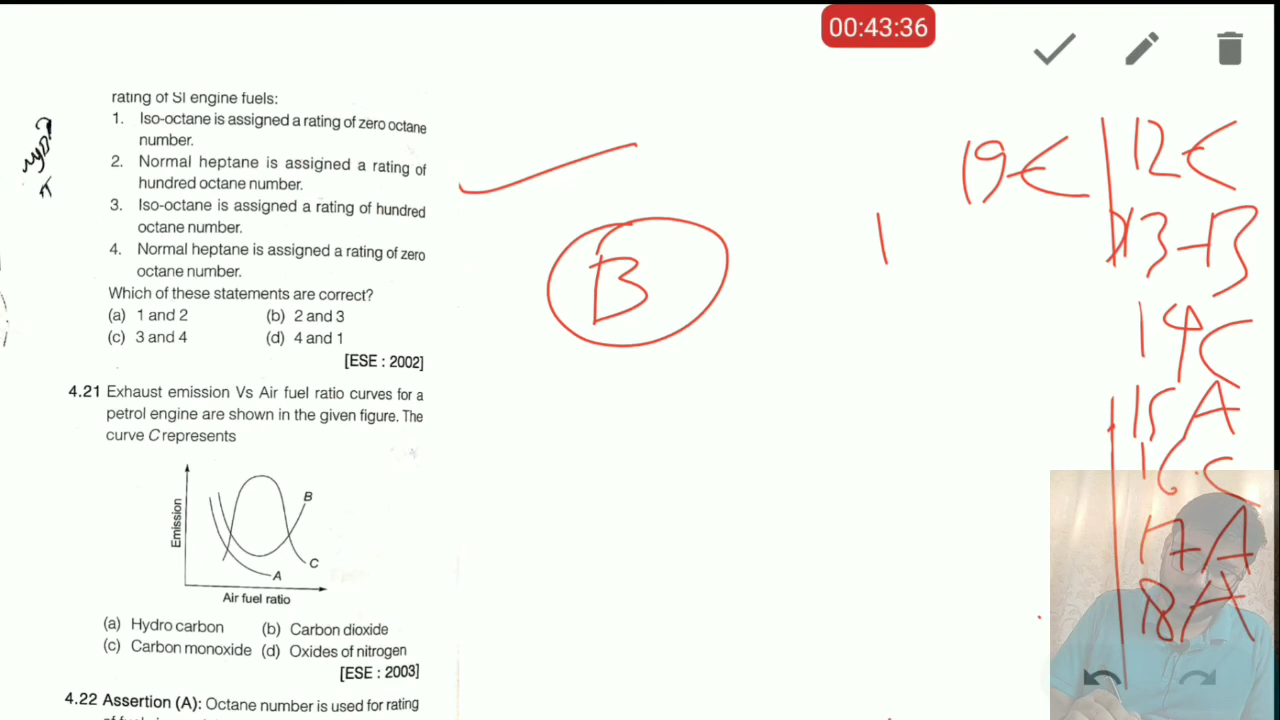 00:43:36
rating of SI engine fuels:
1. Iso-octane is assigned a rating of zero octane
number.
2. Normal heptane is assigned a rating of
hundred octane number.
3. Iso-octane is assigned a rating of hundred
octane number.
4. Normal heptane is assigned a rating of zero
octane number.
Which of these statements are correct?
(a) 1 and 2 (b) 2 and 3
(c) 3 and 4 (d) 4 and 1
[ESE : 2002]
4.21 Exhaust emission Vs Air fuel ratio curves for a
petrol engine are shown in the given figure. The
curve C represents
Emission
B
C
A
Air fuel ratio
(a) Hydro carbon (b) Carbon dioxide
(c) Carbon monoxide (d) Oxides of nitrogen
[ESE : 2003]
4.22 Assertion (A): Octane number is used for rating
B
1
19 C
12 C
13 - B
14 C
15 A
16 C
17 A
18 A